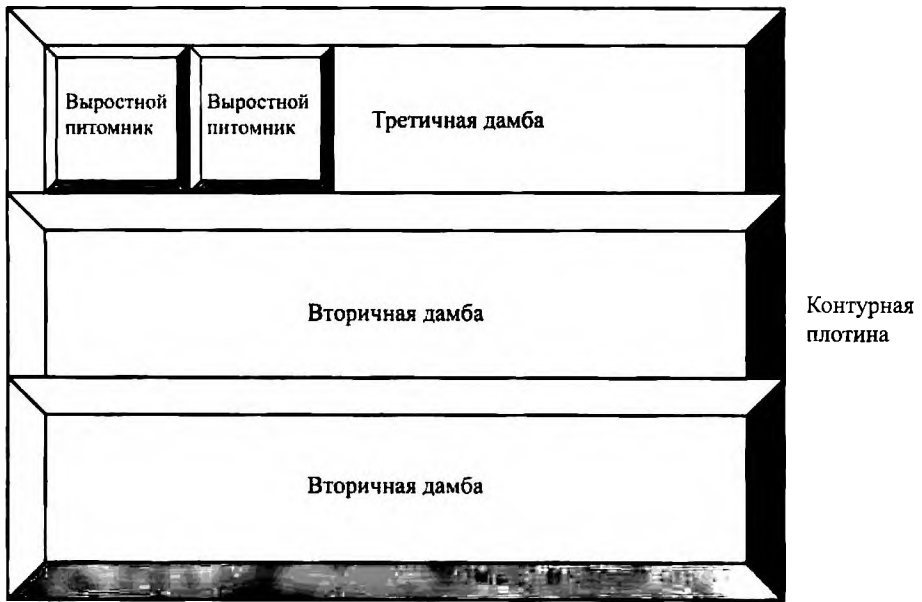 Выростной
питомник
Выростной
питомник
Третичная дамба
Вторичная дамба
Контурная
плотина
Вторичная дамба